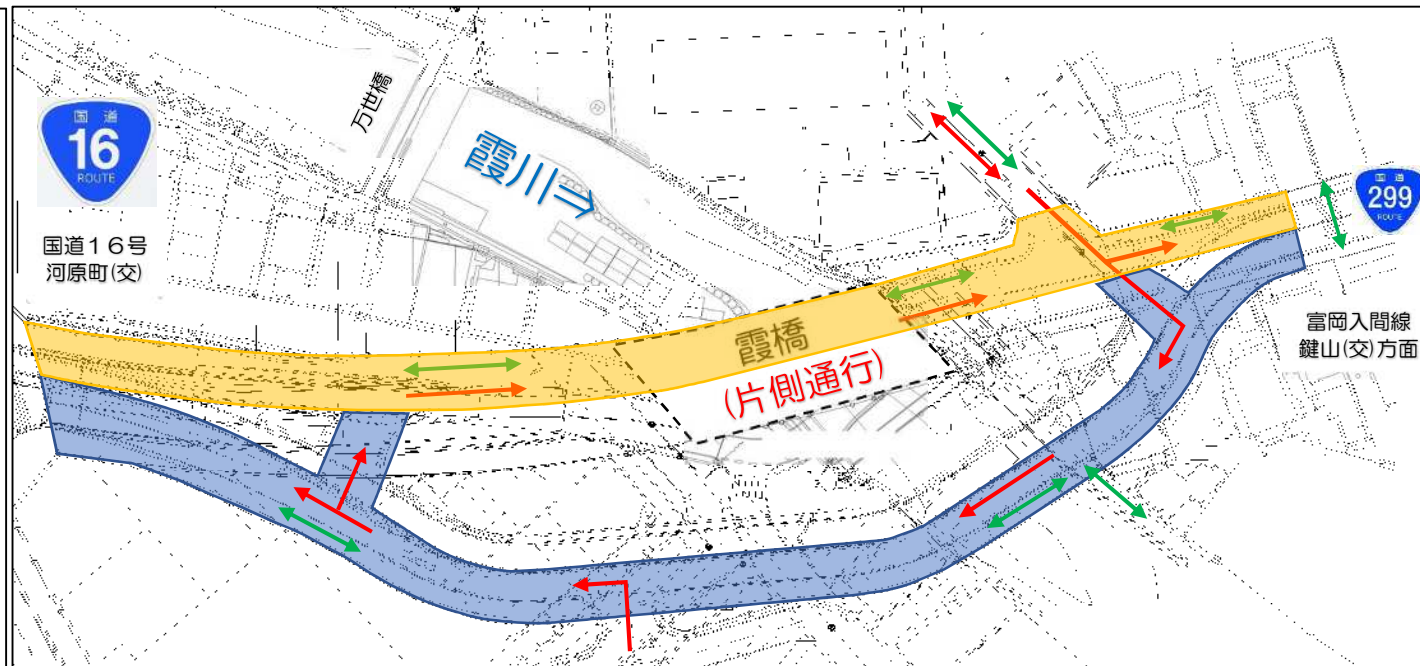 国道
16
ROUTE
国道１６号
河原町(交)
万世橋
霞川⇒
霞橋
(片側通行)
国道
299
ROUTE
富岡入間線
鍵山(交)方面